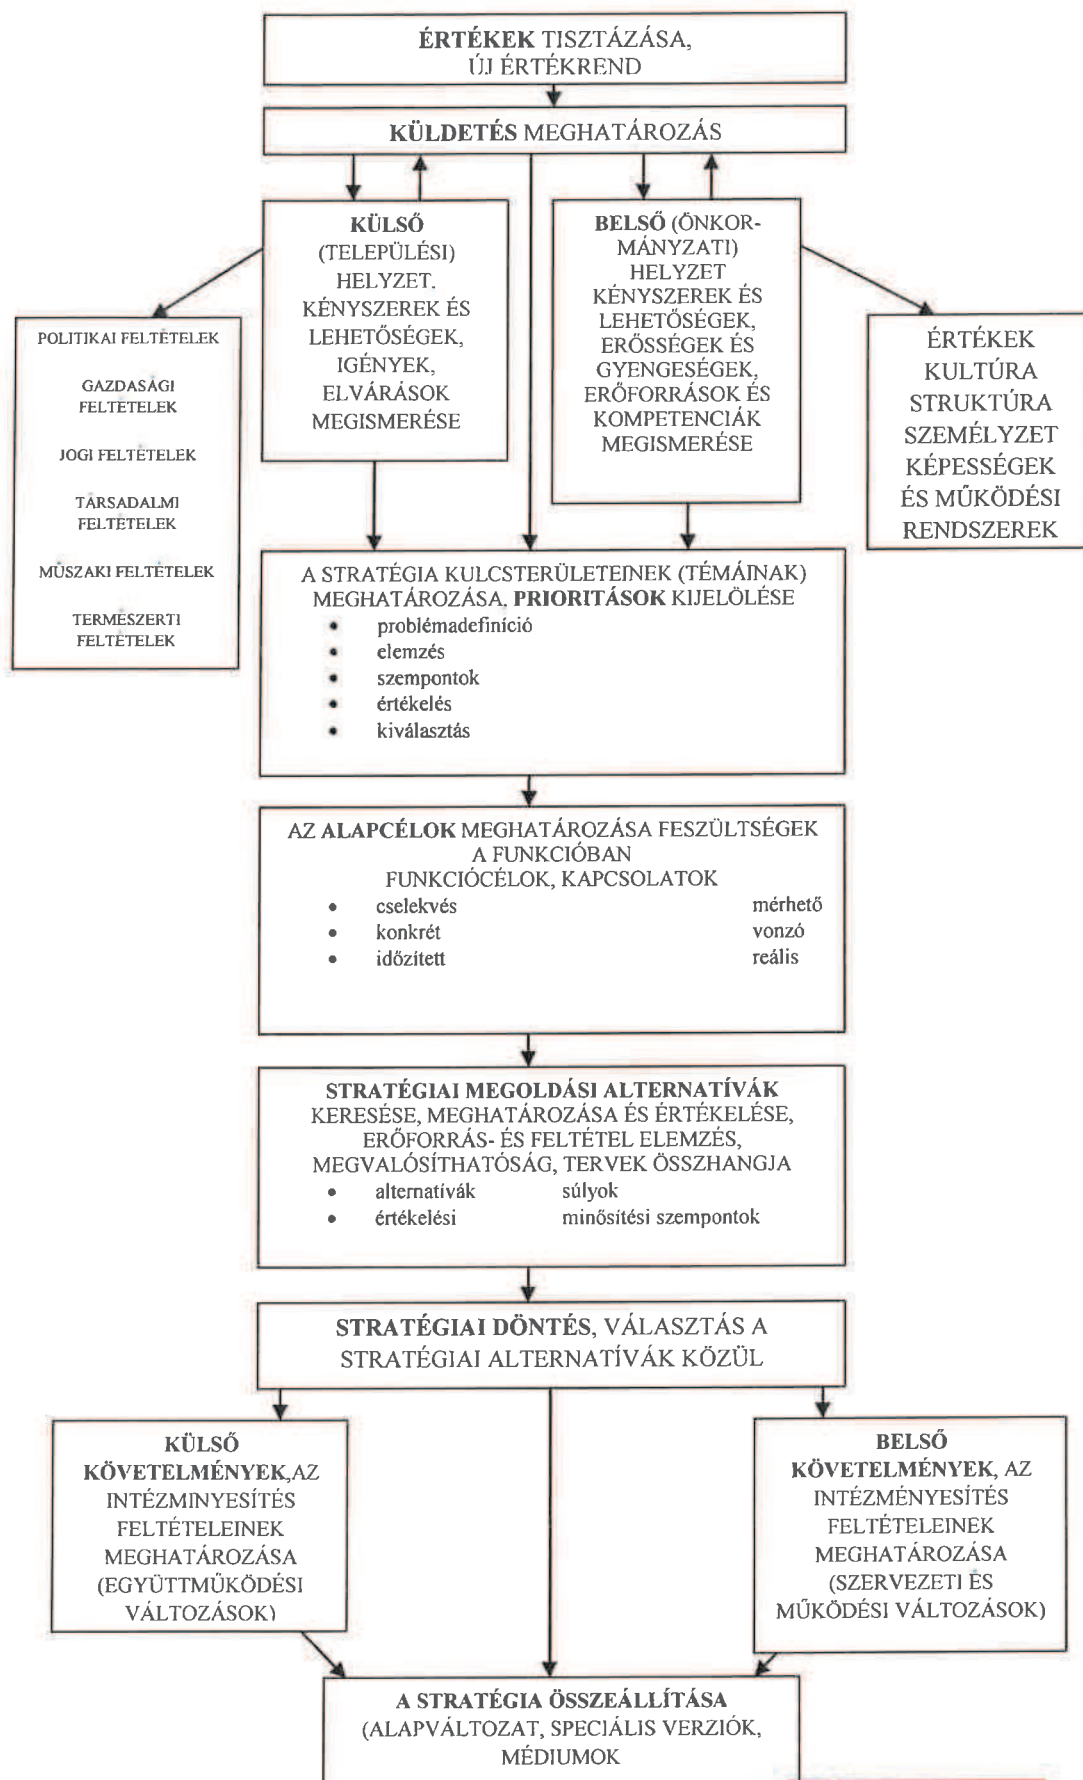 ÉRTÉKEK TISZTÁZÁSA,
ÚJ ÉRTÉKREND
KÜLDETÉS MEGHATÁROZÁS
KÜLSŐ
(TELEPÜLÉSI)
HELYZET.
KÉNYSZEREK ÉS
LEHETŐSÉGEK,
IGÉNYEK,
ELVÁRÁSOK
MEGISMERÉSE
BELSŐ (ÖNKOR-
MÁNYZATI)
HELYZET
KÉNYSZEREK ÉS
LEHETŐSÉGEK,
ERŐSSÉGEK ÉS
GYENGESÉGEK,
ERŐFORRÁSOK ÉS
KOMPETENCIÁK
MEGISMERÉSE
POLITIKAI FELTÉTELEK
GAZDASÁGI
FELTÉTELEK
JOGI FELTÉTELEK
TÁRSADALMI
FELTÉTELEK
MŰSZAKI FELTÉTELEK
TERMÉSZERTI
FELTÉTELEK
ÉRTÉKEK
KULTÚRA
STRUKTÚRA
SZEMÉLYZET
KÉPESSÉGEK
ÉS MŰKÖDÉSI
RENDSZEREK
A STRATÉGIA KULCSTERÜLETEINEK (TÉMÁINAK)
MEGHATÁROZÁSA, PRIORITÁSOK KIJELÖLÉSE
• problémadefiníció
• elemzés
• szempontok
• értékelés
• kiválasztás
AZ ALAPCÉLOK MEGHATÁROZÁSA FESZÜLTSÉGEK
A FUNKCIÓBAN
FUNKCIÓCÉLOK, KAPCSOLATOK
• cselekvés mérhető
• konkrét vonzó
• időzített reális
STRATÉGIAI MEGOLDÁSI ALTERNATÍVÁK
KERESÉSE, MEGHATÁROZÁSA ÉS ÉRTÉKELÉSE,
ERŐFORRÁS- ÉS FELTÉTEL ELEMZÉS,
MEGVALÓSÍTHATÓSÁG, TERVEK ÖSSZHANGJA
• alternatívák súlyok
• értékelési minősítési szempontok
STRATÉGIAI DÖNTÉS, VÁLASZTÁS A
STRATÉGIAI ALTERNATÍVÁK KÖZÜL
KÜLSŐ
KÖVETELMÉNYEK,AZ
INTÉZMINYESÍTÉS
FELTÉTELEINEK
MEGHATÁROZÁSA
(EGYÜTTMŰKÖDÉSI
VÁLTOZÁSOK)
BELSŐ
KÖVETELMÉNYEK, AZ
INTÉZMÉNYESÍTÉS
FELTÉTELEINEK
MEGHATÁROZÁSA
(SZERVEZETI ÉS
MŰKÖDÉSI VÁLTOZÁSOK)
A STRATÉGIA ÖSSZEÁLLÍTÁSA
(ALAPVÁLTOZAT, SPECIÁLIS VERZIÓK,
MÉDIUMOK